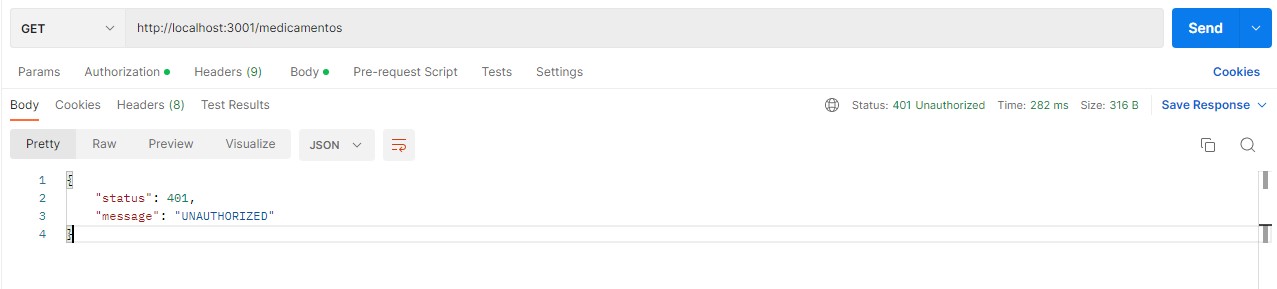 GET http://localhost:3001/medicamentos Send
Params Authorization Headers (9) Body Pre-request Script Tests Settings Cookies
Body Cookies Headers (8) Test Results Status: 401 Unauthorized Time: 282 ms Size: 316 B Save Response
Pretty Raw Preview Visualize JSON
1 {
2 "status": 401,
3 "message": "UNAUTHORIZED"
4 }